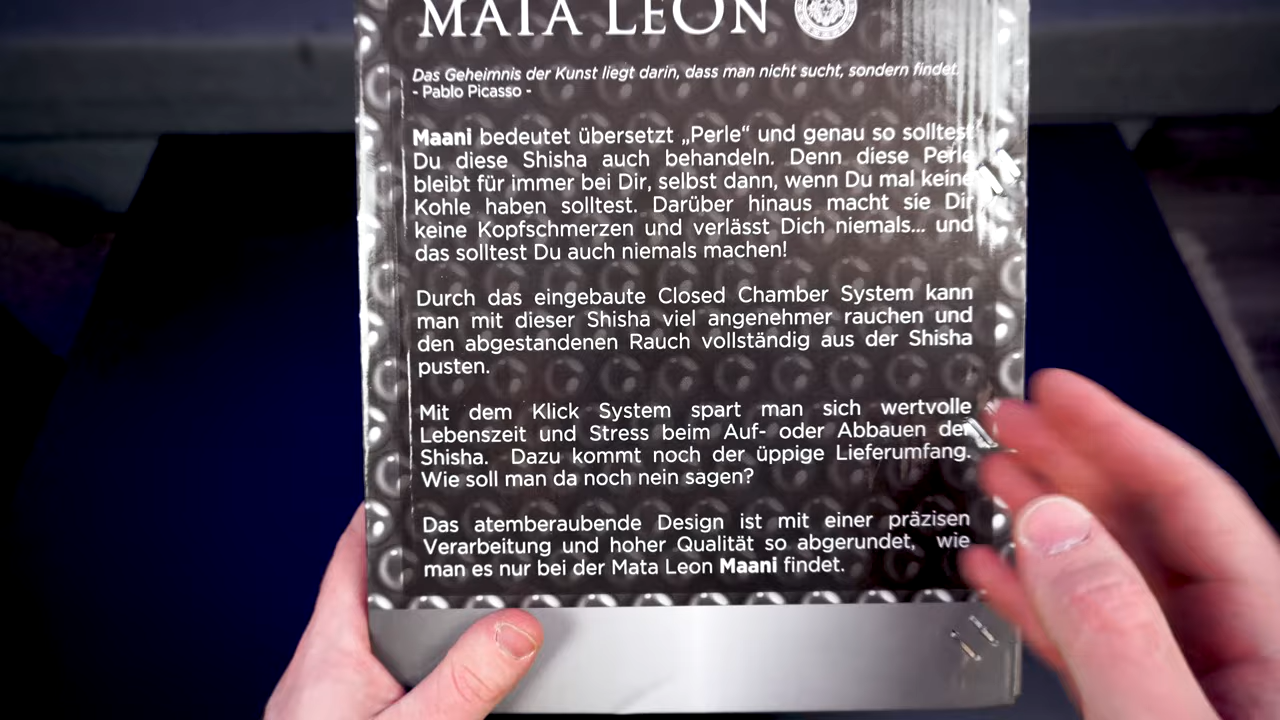 MATA LEON
Das Geheimnis der Kunst liegt darin, dass man nicht sucht, sondern findet.
- Pablo Picasso -
Maani bedeutet übersetzt „Perle“ und genau so solltest
Du diese Shisha auch behandeln. Denn diese Perle
bleibt für immer bei Dir, selbst dann, wenn Du mal keine
Kohle haben solltest. Darüber hinaus macht sie Dir
keine Kopfschmerzen und verlässt Dich niemals... und
das solltest Du auch niemals machen!
Durch das eingebaute Closed Chamber System kann
man mit dieser Shisha viel angenehmer rauchen und
den abgestandenen Rauch vollständig aus der Shisha
pusten.
Mit dem Klick System spart man sich wertvolle
Lebenszeit und Stress beim Auf- oder Abbauen der
Shisha. Dazu kommt noch der üppige Lieferumfang.
Wie soll man da noch nein sagen?
Das atemberaubende Design ist mit einer präzisen
Verarbeitung und hoher Qualität so abgerundet, wie
man es nur bei der Mata Leon Maani findet.